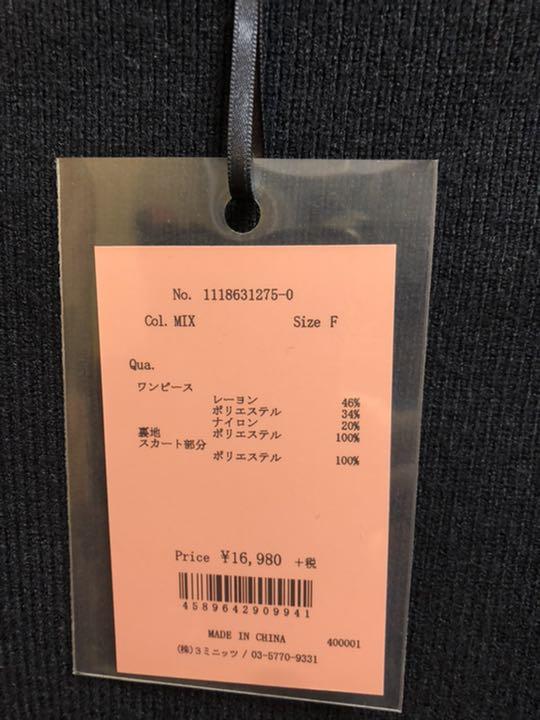 No. 1118631275-0
Col. MIX Size F
Qua.
ワンピース
レーヨン 46%
ポリエステル 34%
ナイロン 20%
裏地 ポリエステル 100%
スカート部分
ポリエステル 100%
Price ¥16,980 +税
4589642909941
MADE IN CHINA 400001
(株)3ミニッツ / 03-5770-9331